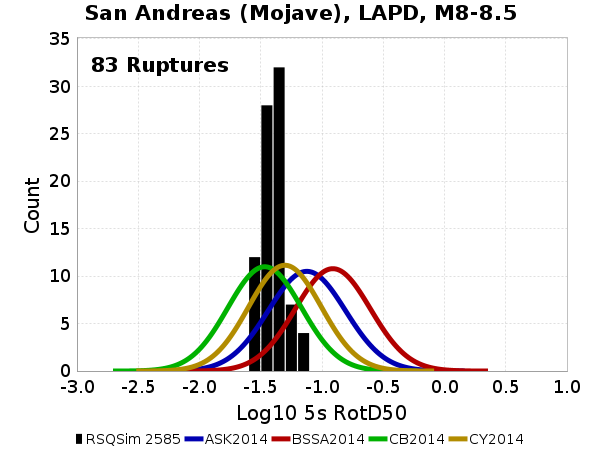 San Andreas (Mojave), LAPD, M8-8.5
83 Ruptures
Count
35
30
25
20
15
10
5
0
-3.0 -2.5 -2.0 -1.5 -1.0 -0.5 0.0 0.5 1.0
Log10 5s RotD50
RSQSim 2585 ASK2014 BSSA2014 CB2014 CY2014